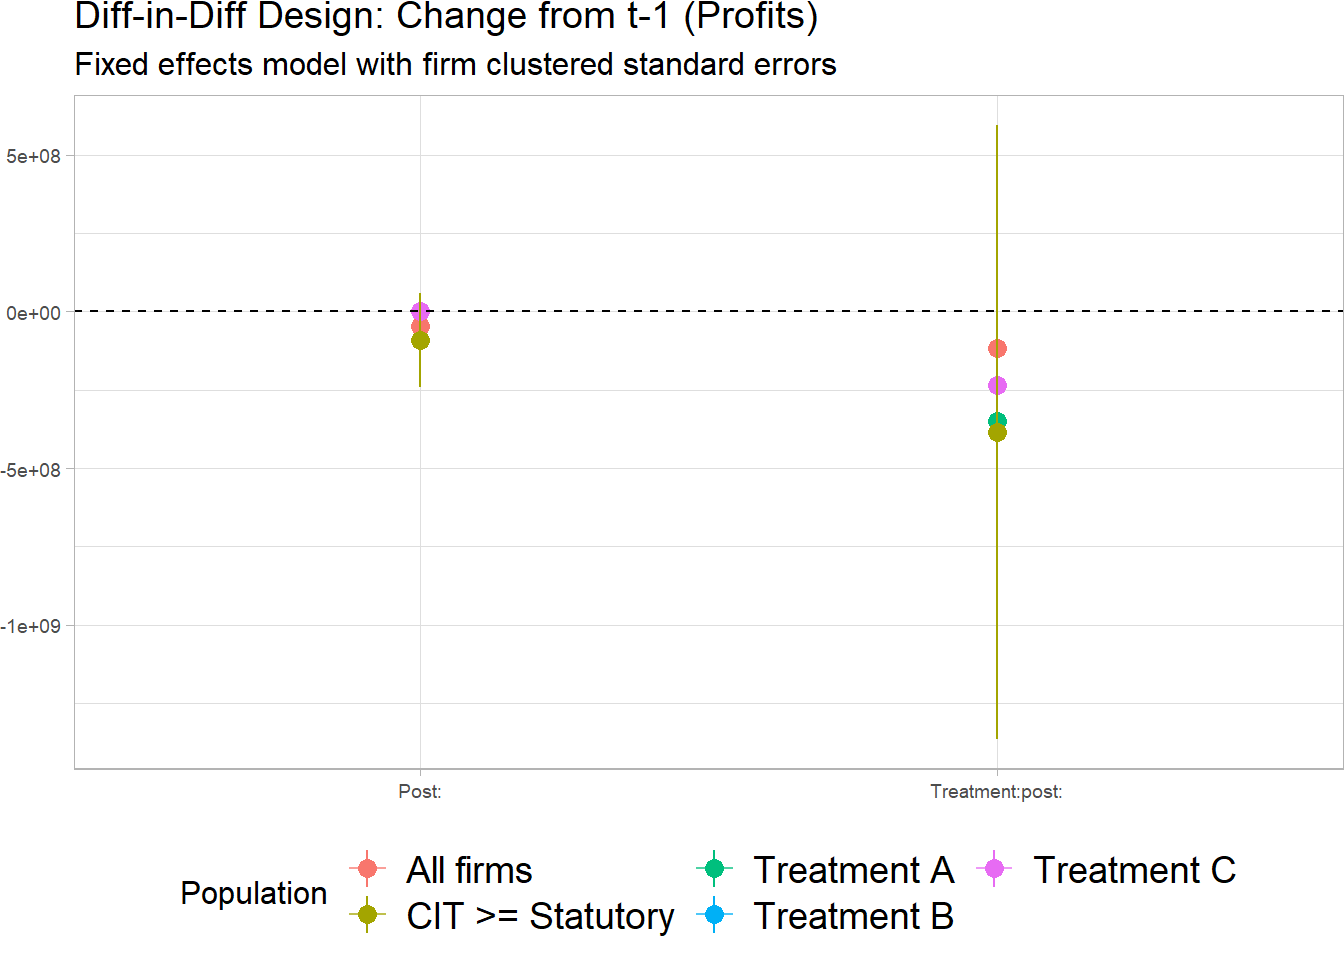 Diff-in-Diff Design: Change from t-1 (Profits)
Fixed effects model with firm clustered standard errors
5e+08
0e+00
-5e+08
-1e+09
Post:
Treatment:post:
Population
All firms
CIT >= Statutory
Treatment A
Treatment B
Treatment C